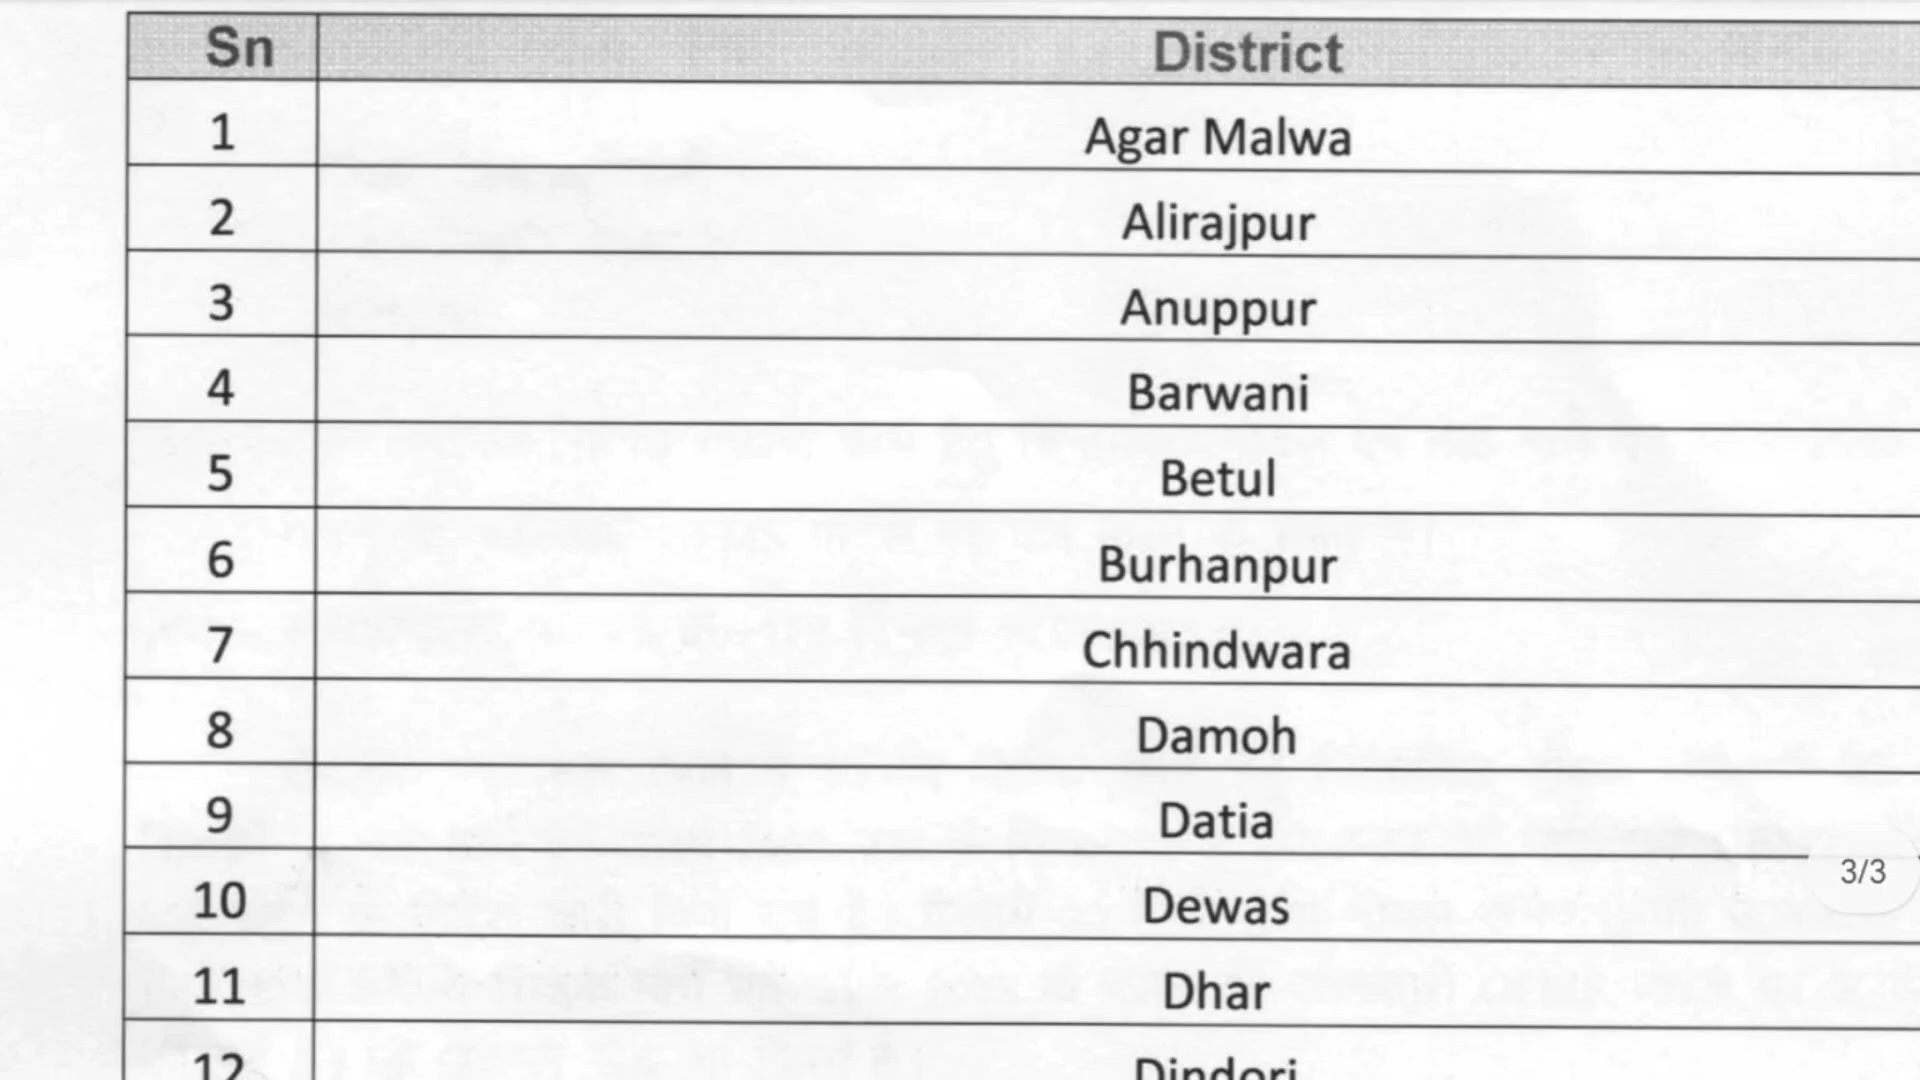 Sn District
1 Agar Malwa
2 Alirajpur
3 Anuppur
4 Barwani
5 Betul
6 Burhanpur
7 Chhindwara
8 Damoh
9 Datia
3/3
10 Dewas
11 Dhar
12 Dindori